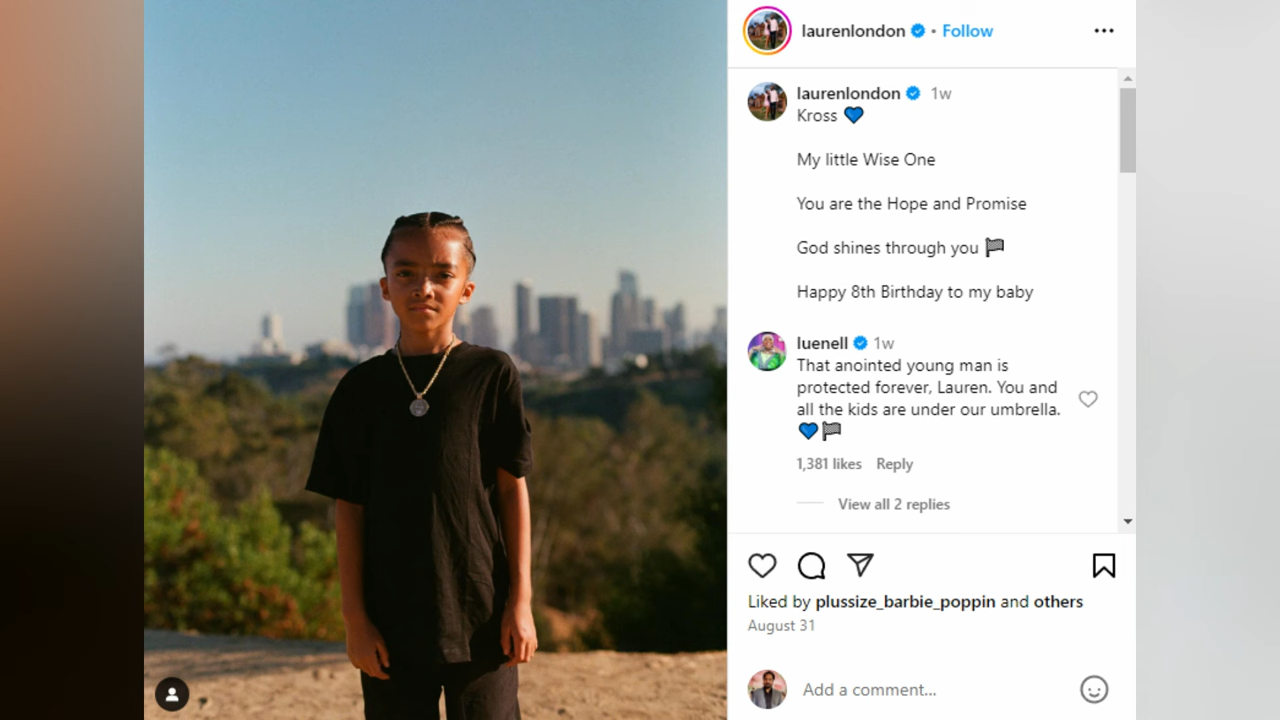 laurenlondon • Follow
laurenlondon 1w
Kross 💙
My little Wise One
You are the Hope and Promise
God shines through you 🏁
Happy 8th Birthday to my baby
luenell 1w
That anointed young man is
protected forever, Lauren. You and
all the kids are under our umbrella.
💙🏁
1,381 likes Reply
View all 2 replies
Liked by plussize_barbie_poppin and others
August 31
Add a comment...